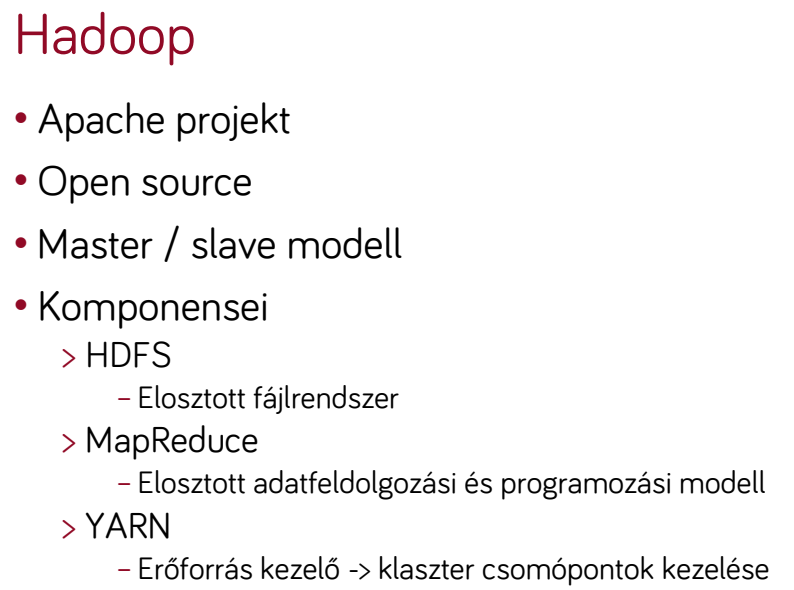 Hadoop
• Apache projekt
• Open source
• Master / slave modell
• Komponensei
> HDFS
– Elosztott fájlrendszer
> MapReduce
– Elosztott adatfeldolgozási és programozási modell
> YARN
– Erőforrás kezelő -> klaszter csomópontok kezelése